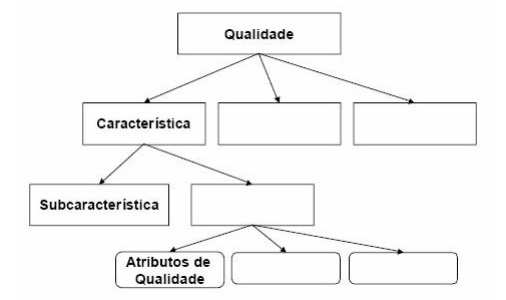 Qualidade
Característica
Subcaracterística
Atributos de
Qualidade